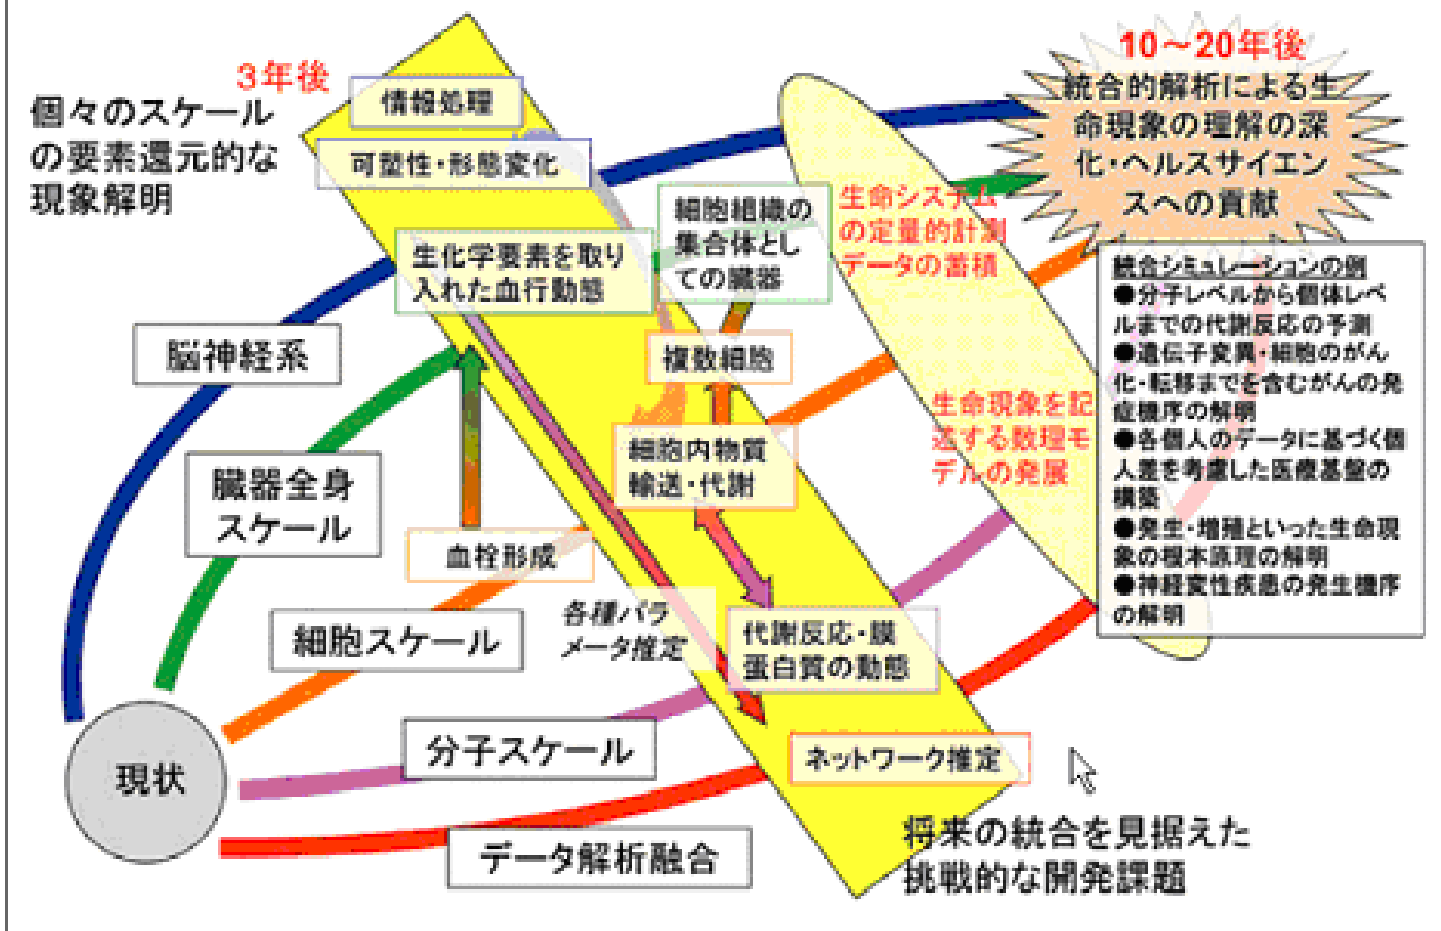 3年後
個々のスケール
の要素還元的な
現象解明
情報処理
可塑性・形態変化
生化学要素を取り
入れた血行動態
細胞組織の
集合体とし
ての臓器
複数細胞
細胞内物質
輸送・代謝
血栓形成
各種パラ
メータ推定
代謝反応・膜
蛋白質の動態
ネットワーク推定
脳神経系
臓器全身
スケール
細胞スケール
分子スケール
データ解析融合
現状
生命システム
の定量的計測
データの蓄積
生命現象を記
述する数理モ
デルの発展
10～20年後
統合的解析による生
命現象の理解の深
化・ヘルスサイエン
スへの貢献
統合シミュレーションの例
●分子レベルから個体レベ
ルまでの代謝反応の予測
●遺伝子変異・細胞のがん
化・転移までを含むがんの発
症機序の解明
●各個人のデータに基づく個
人差を考慮した医療基盤の
構築
●発生・増殖といった生命現
象の根本原理の解明
●神経変性疾患の発生機序
の解明
将来の統合を見据えた
挑戦的な開発課題